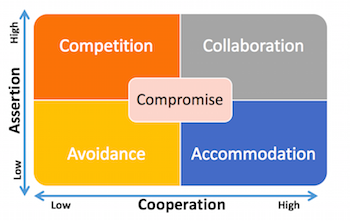 High
Assertion
Low
Competition
Collaboration
Compromise
Avoidance
Accommodation
Low
Cooperation
High